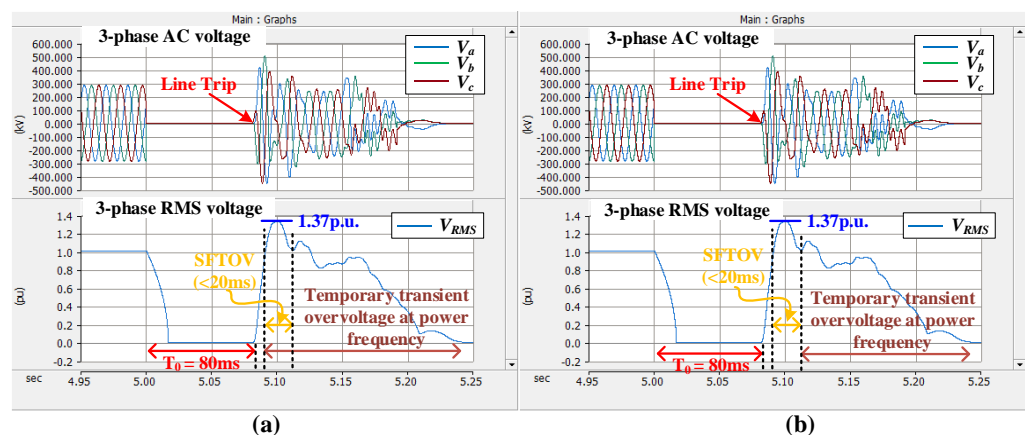 Main : Graphs
3-phase AC voltage
600.000
500.000
400.000
300.000
200.000
100.000
0.000
-100.000
-200.000
-300.000
-400.000
-500.000
(kV)
Line Trip
Va
Vb
Vc
3-phase RMS voltage
1.4
1.2
1.0
0.8
0.6
0.4
0.2
0.0
-0.2
(pu)
1.37p.u.
VRMS
SFTOV
(<20ms)
Temporary transient
overvoltage at power
frequency
T0 = 80ms
sec
4.95
5.00
5.05
5.10
5.15
5.20
5.25
(a)
Main : Graphs
3-phase AC voltage
600.000
500.000
400.000
300.000
200.000
100.000
0.000
-100.000
-200.000
-300.000
-400.000
-500.000
(kV)
Line Trip
Va
Vb
Vc
3-phase RMS voltage
1.4
1.2
1.0
0.8
0.6
0.4
0.2
0.0
-0.2
(pu)
1.37p.u.
VRMS
SFTOV
(<20ms)
Temporary transient
overvoltage at power
frequency
T0 = 80ms
sec
4.95
5.00
5.05
5.10
5.15
5.20
5.25
(b)